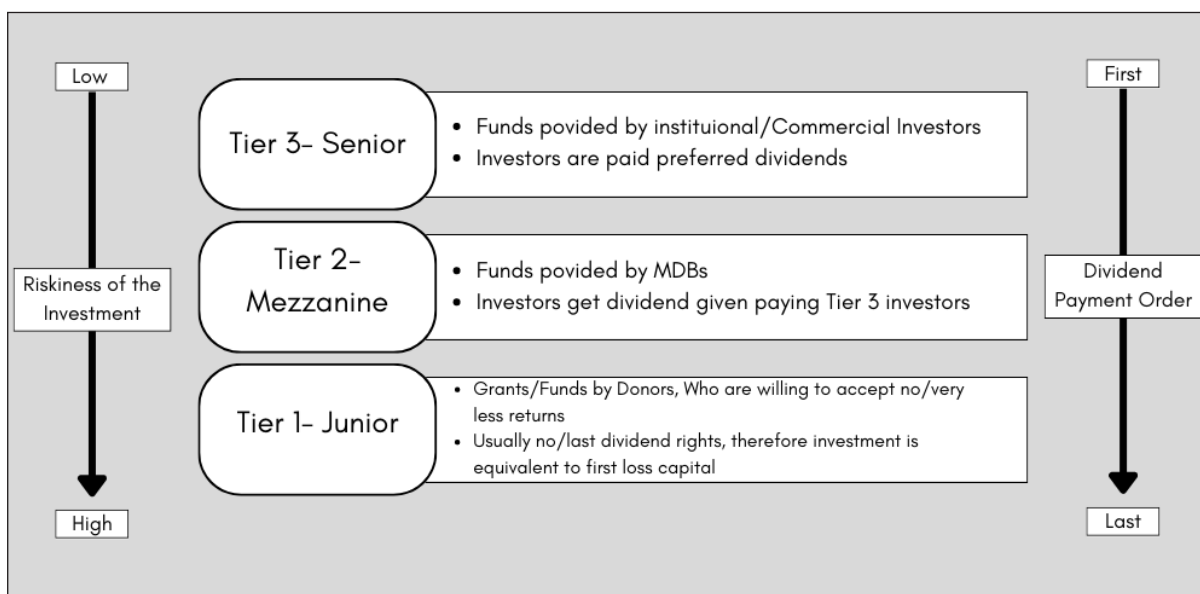 Low
First
Tier 3- Senior
• Funds povided by instituional/Commercial Investors
• Investors are paid preferred dividends
Riskiness of the
Investment
Tier 2-
Mezzanine
• Funds povided by MDBs
• Investors get dividend given paying Tier 3 investors
Dividend
Payment Order
Tier 1- Junior
• Grants/Funds by Donors, Who are willing to accept no/very
less returns
• Usually no/last dividend rights, therefore investment is
equivalent to first loss capital
High
Last